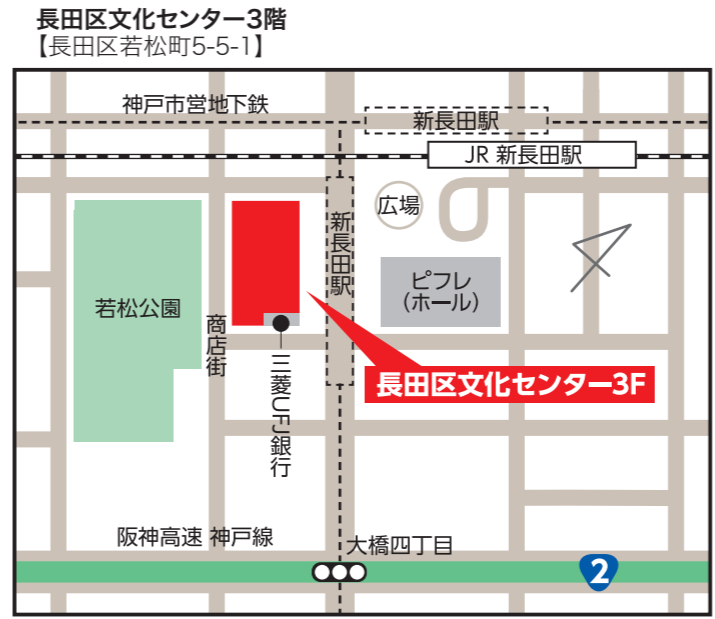 長田区文化センター3階
【長田区若松町5-5-1】
神戸市営地下鉄
新長田駅
JR 新長田駅
広場
新長田駅
ピフレ
（ホール）
若松公園
商店街
三菱UFJ銀行
長田区文化センター3F
阪神高速 神戸線
大橋四丁目
2